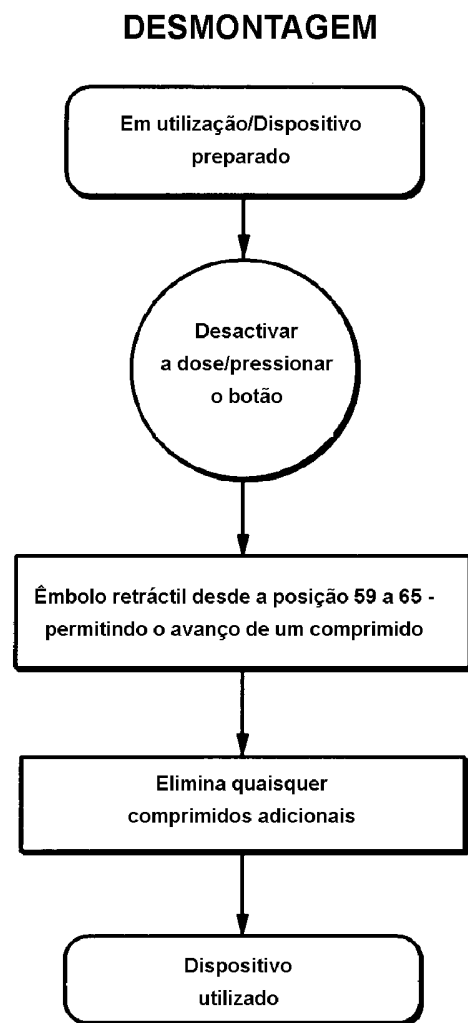 DESMONTAGEM
Em utilização/Dispositivo
preparado
Desactivar
a dose/pressionar
o botão
Êmbolo retráctil desde a posição 59 a 65 -
permitindo o avanço de um comprimido
Elimina quaisquer
comprimidos adicionais
Dispositivo
utilizado